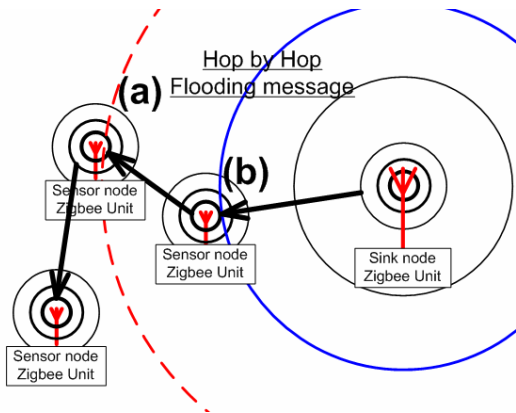 Hop by Hop
Flooding message
(a)
(b)
Sensor node
Zigbee Unit
Sensor node
Zigbee Unit
Sink node
Zigbee Unit
Sensor node
Zigbee Unit